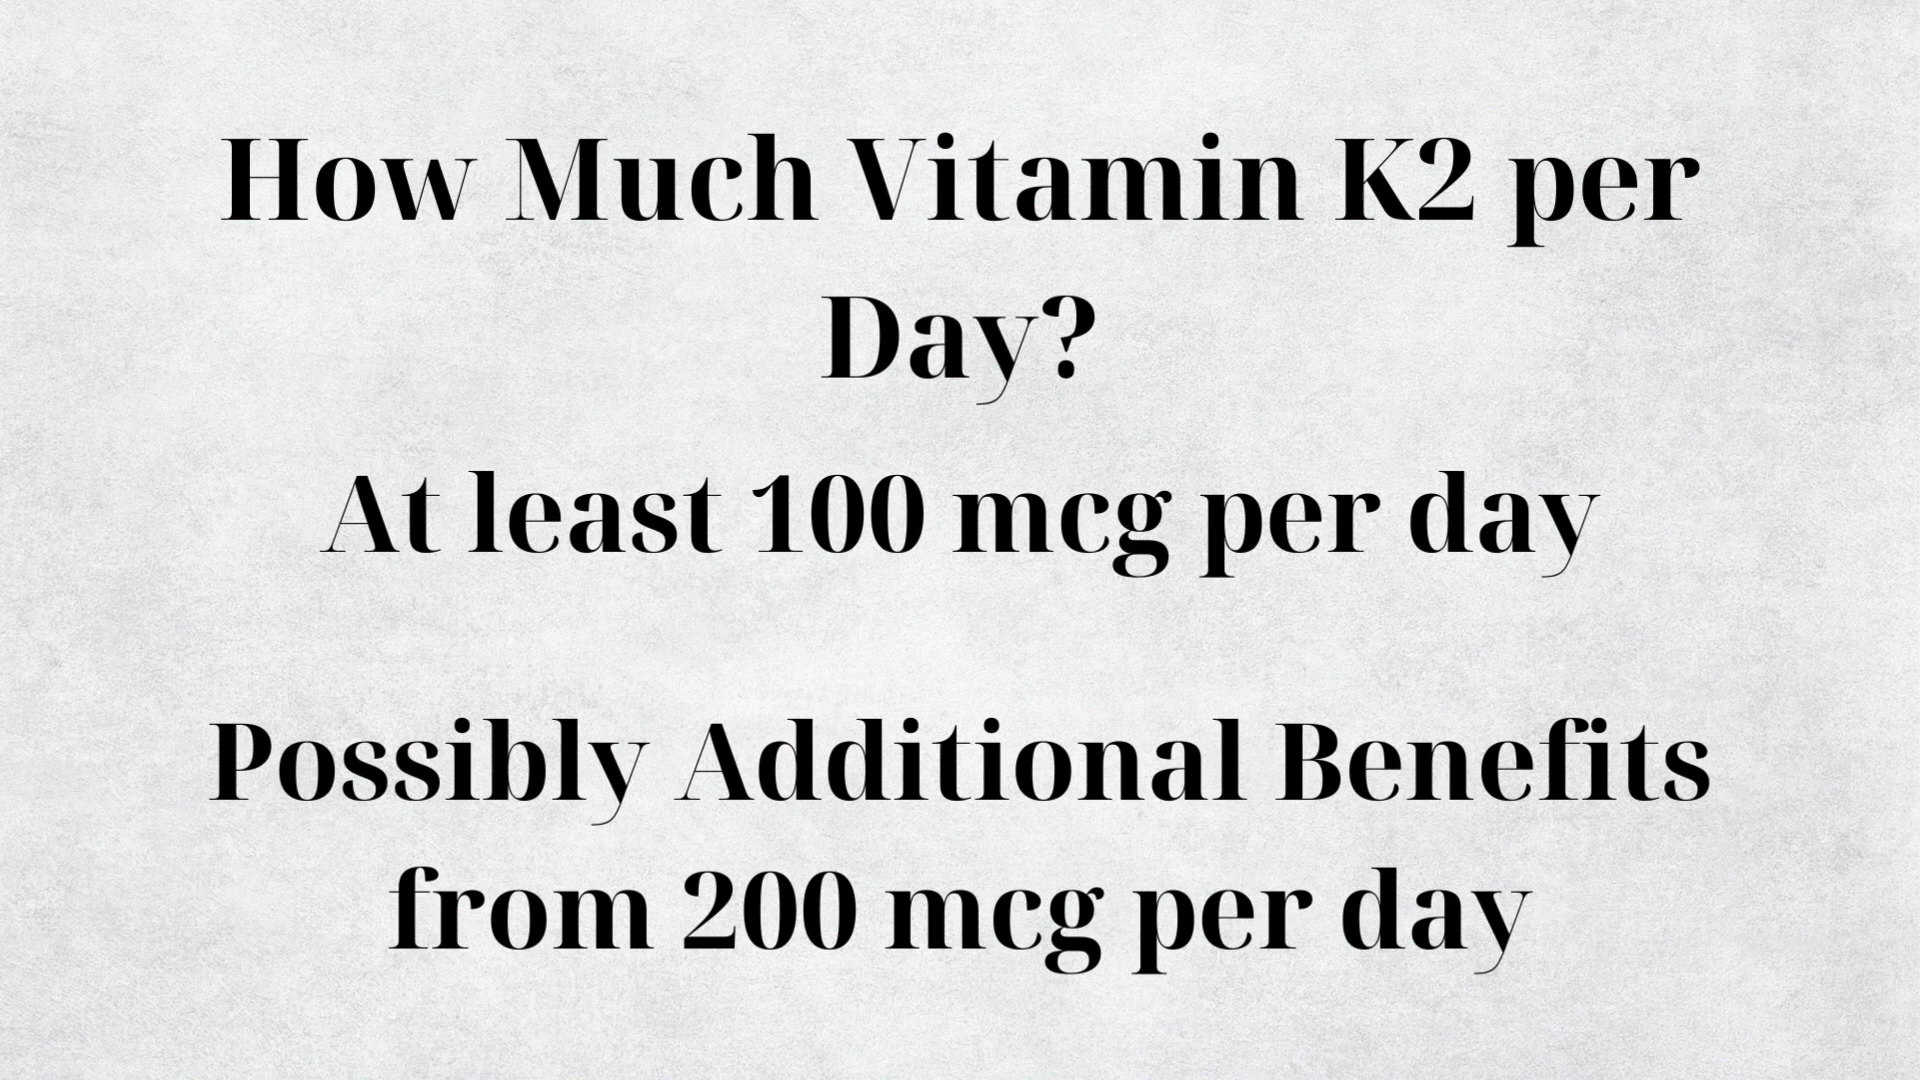 How Much Vitamin K2 per
Day?
At least 100 mcg per day
Possibly Additional Benefits
from 200 mcg per day